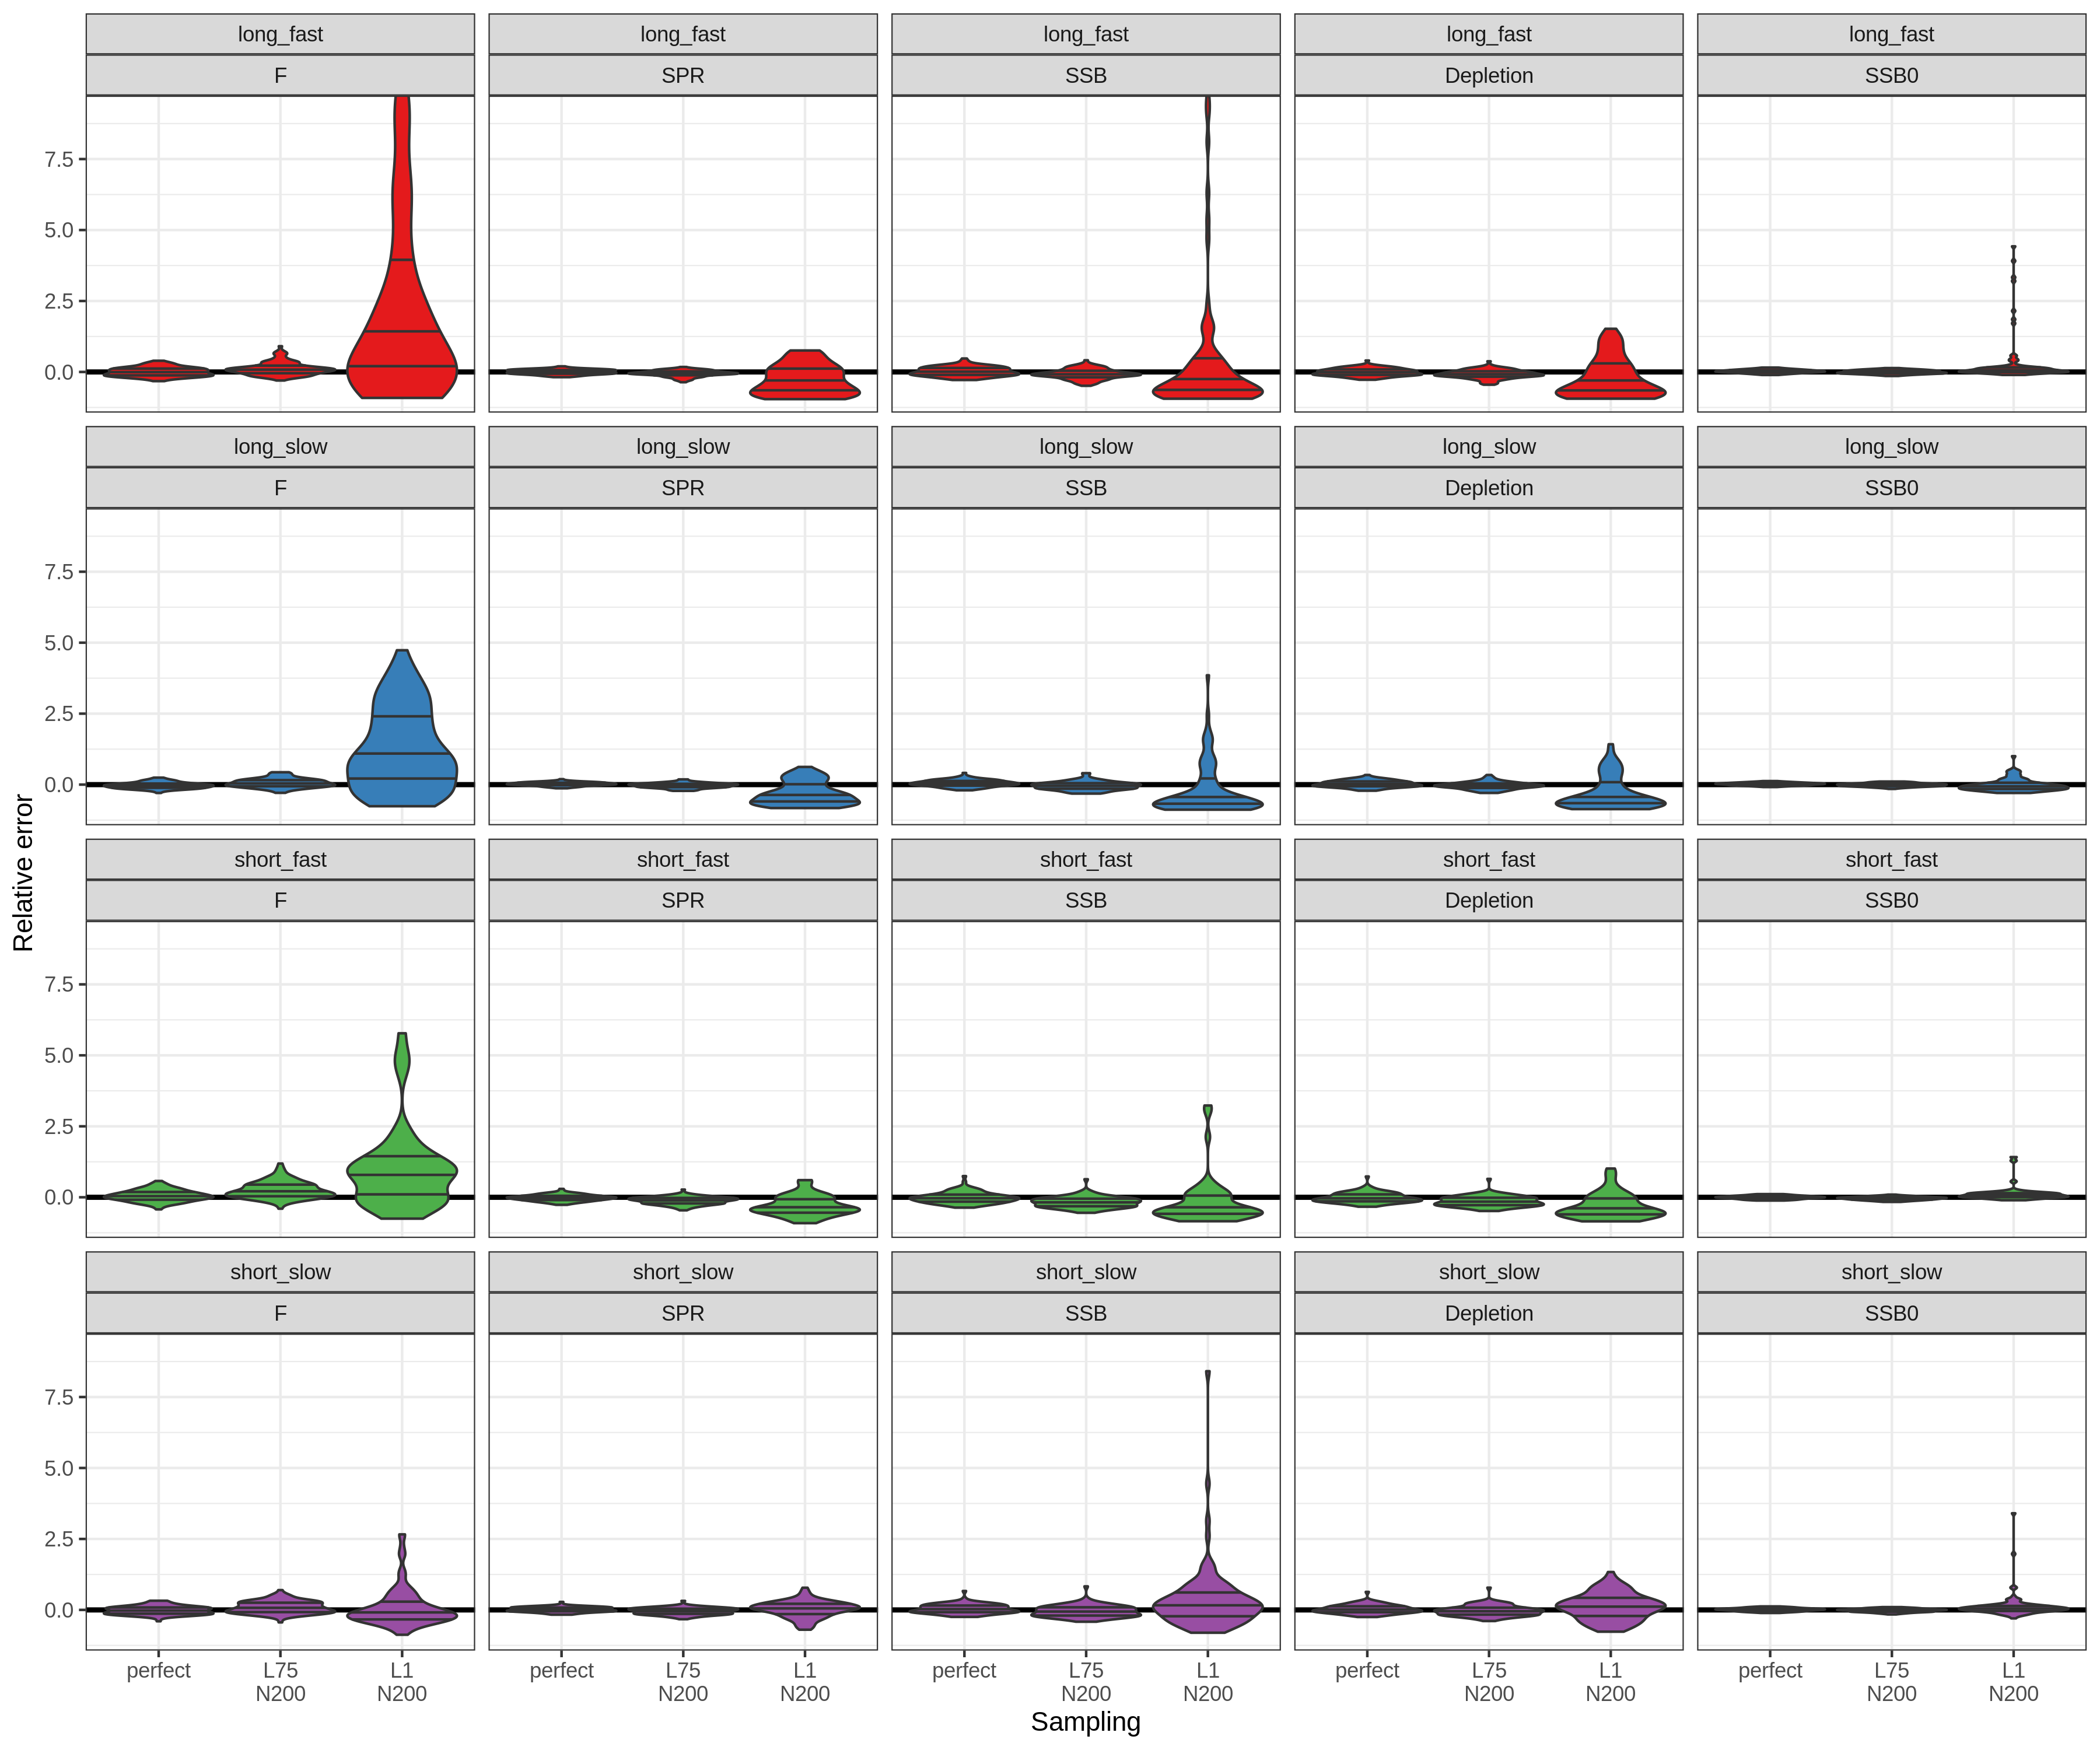 long_fast long_fast long_fast long_fast long_fast
F SPR SSB Depletion SSB0
7.5
5.0
2.5
0.0
long_slow long_slow long_slow long_slow long_slow
F SPR SSB Depletion SSB0
7.5
5.0
2.5
0.0
Relative error
short_fast short_fast short_fast short_fast short_fast
F SPR SSB Depletion SSB0
7.5
5.0
2.5
0.0
short_slow short_slow short_slow short_slow short_slow
F SPR SSB Depletion SSB0
7.5
5.0
2.5
0.0
perfect L75 L1 perfect L75 L1 perfect L75 L1 perfect L75 L1 perfect L75 L1
N200 N200 N200 N200 N200 N200 N200 N200 N200 N200
Sampling